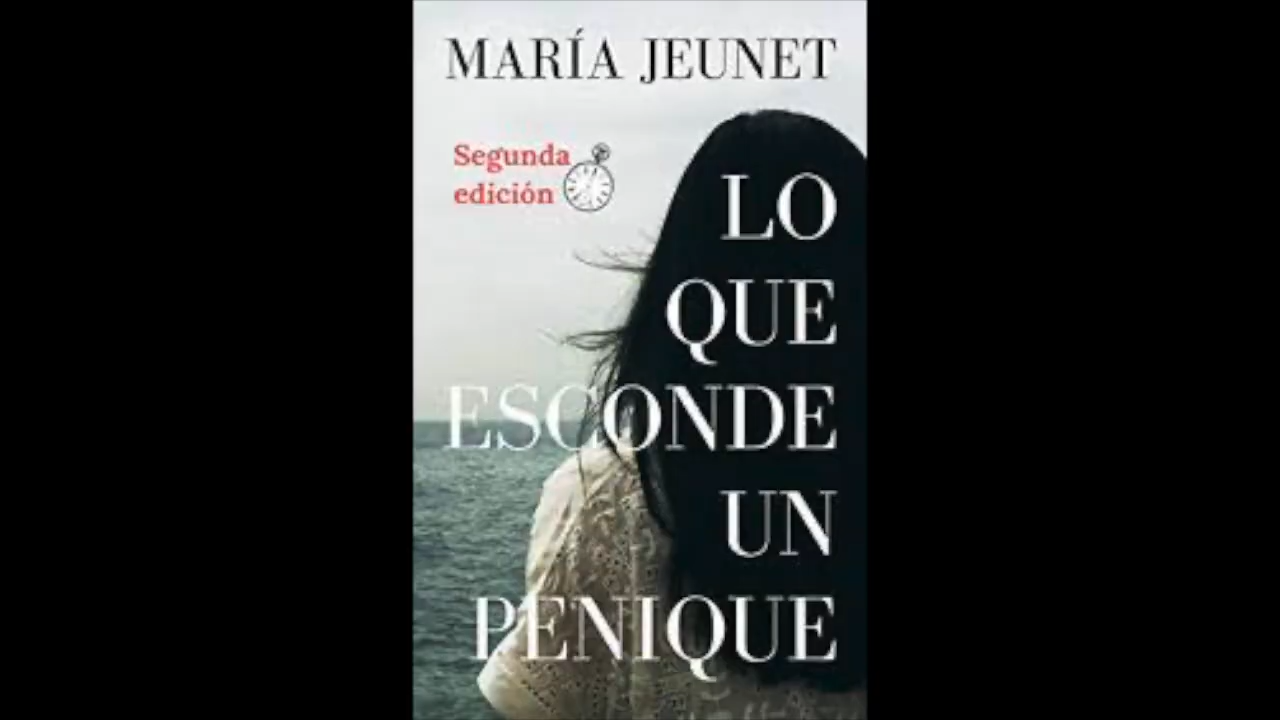 MARÍA JEUNET
Segunda
edición
LO
QUE
ESCONDE
UN
PENIQUE